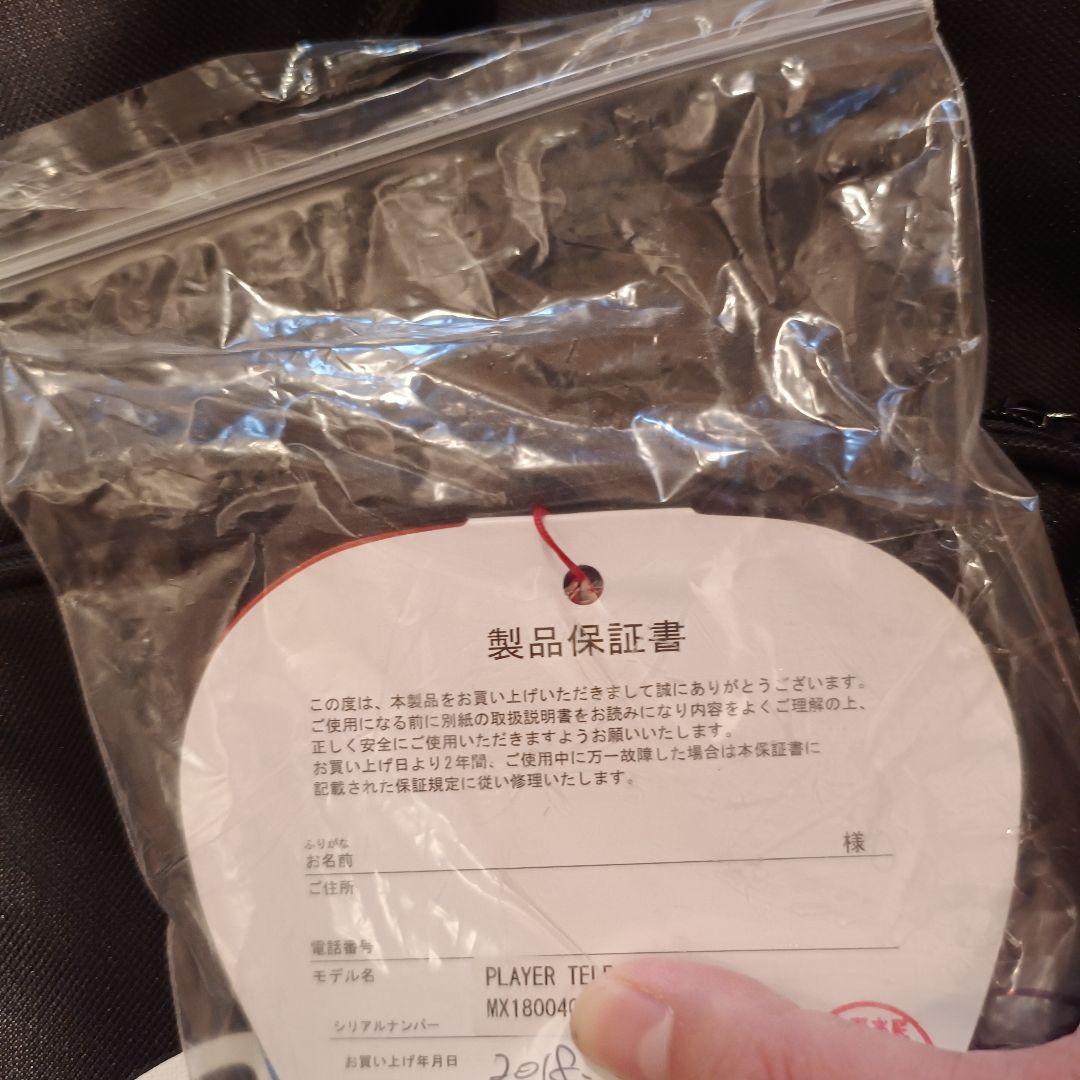 製品保証書
この度は、本製品をお買い上げいただきまして誠にありがとうございます。
ご使用になる前に別紙の取扱説明書をお読みになり内容をよくご理解の上、
正しく安全にご使用いただきますようお願いいたします。
お買い上げ日より2年間、ご使用中に万一故障した場合は本保証書に
記載された保証規定に従い修理いたします。
ふりがな
お名前 様
ご住所
電話番号
モデル名 PLAYER TELE
MX180040
シリアルナンバー
お買い上げ年月日 2018